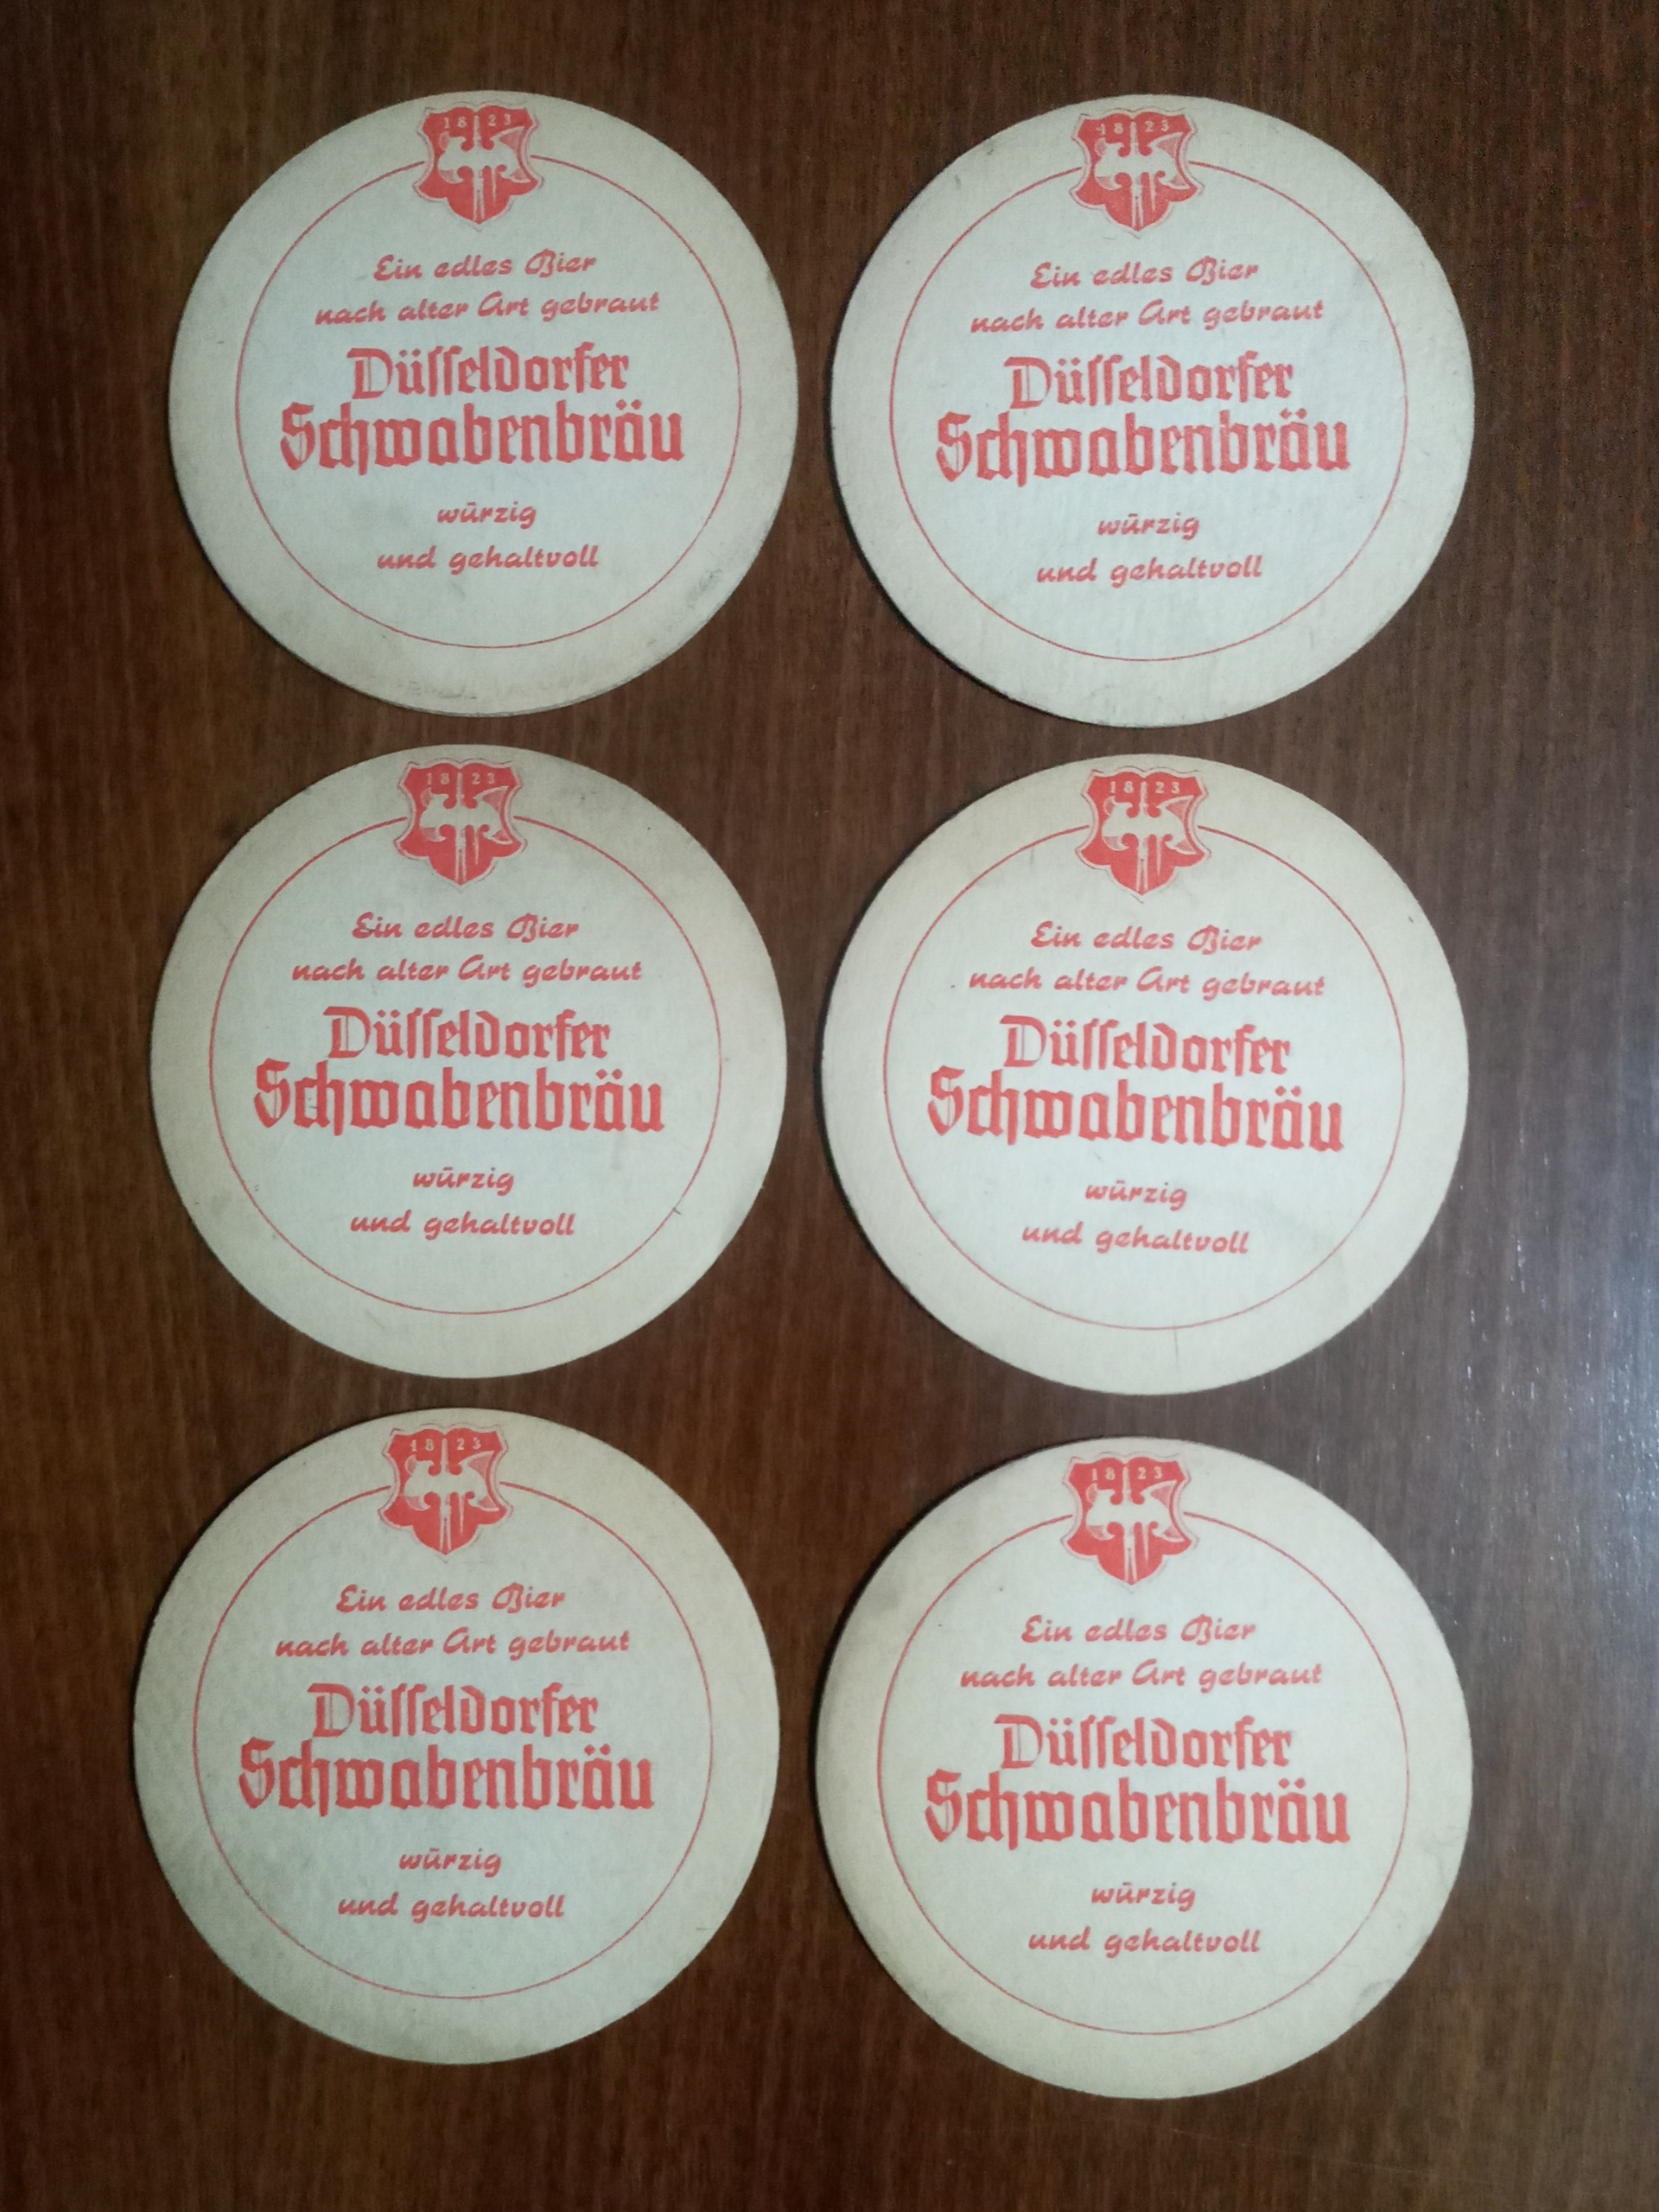 1823
Ein edles Bier
nach alter Art gebraut
Düsseldorfer
Schwabenbräu
würzig
und gehaltvoll
1823
Ein edles Bier
nach alter Art gebraut
Düsseldorfer
Schwabenbräu
würzig
und gehaltvoll
1823
Ein edles Bier
nach alter Art gebraut
Düsseldorfer
Schwabenbräu
würzig
und gehaltvoll
1823
Ein edles Bier
nach alter Art gebraut
Düsseldorfer
Schwabenbräu
würzig
und gehaltvoll
1823
Ein edles Bier
nach alter Art gebraut
Düsseldorfer
Schwabenbräu
würzig
und gehaltvoll
1823
Ein edles Bier
nach alter Art gebraut
Düsseldorfer
Schwabenbräu
würzig
und gehaltvoll